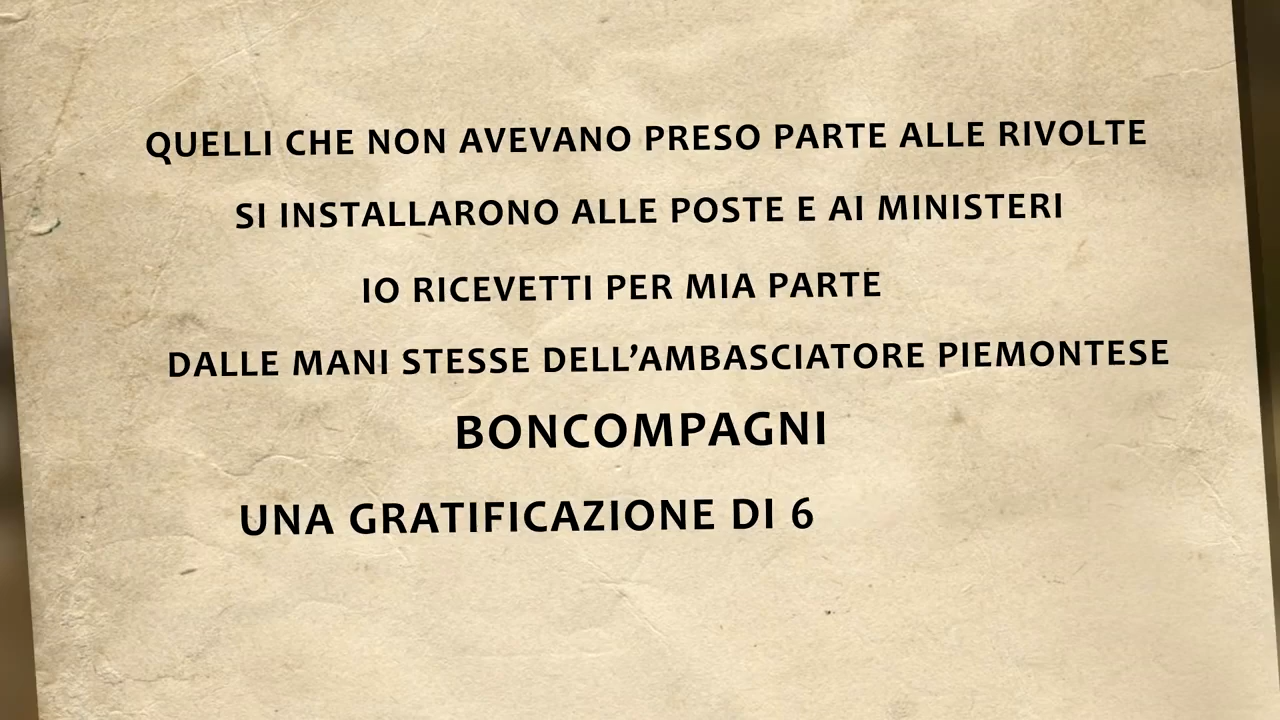 QUELLI CHE NON AVEVANO PRESO PARTE ALLE RIVOLTE
SI INSTALLARONO ALLE POSTE E AI MINISTERI
IO RICEVETTI PER MIA PARTE
DALLE MANI STESSE DELL’AMBASCIATORE PIEMONTESE
BONCOMPAGNI
UNA GRATIFICAZIONE DI 6